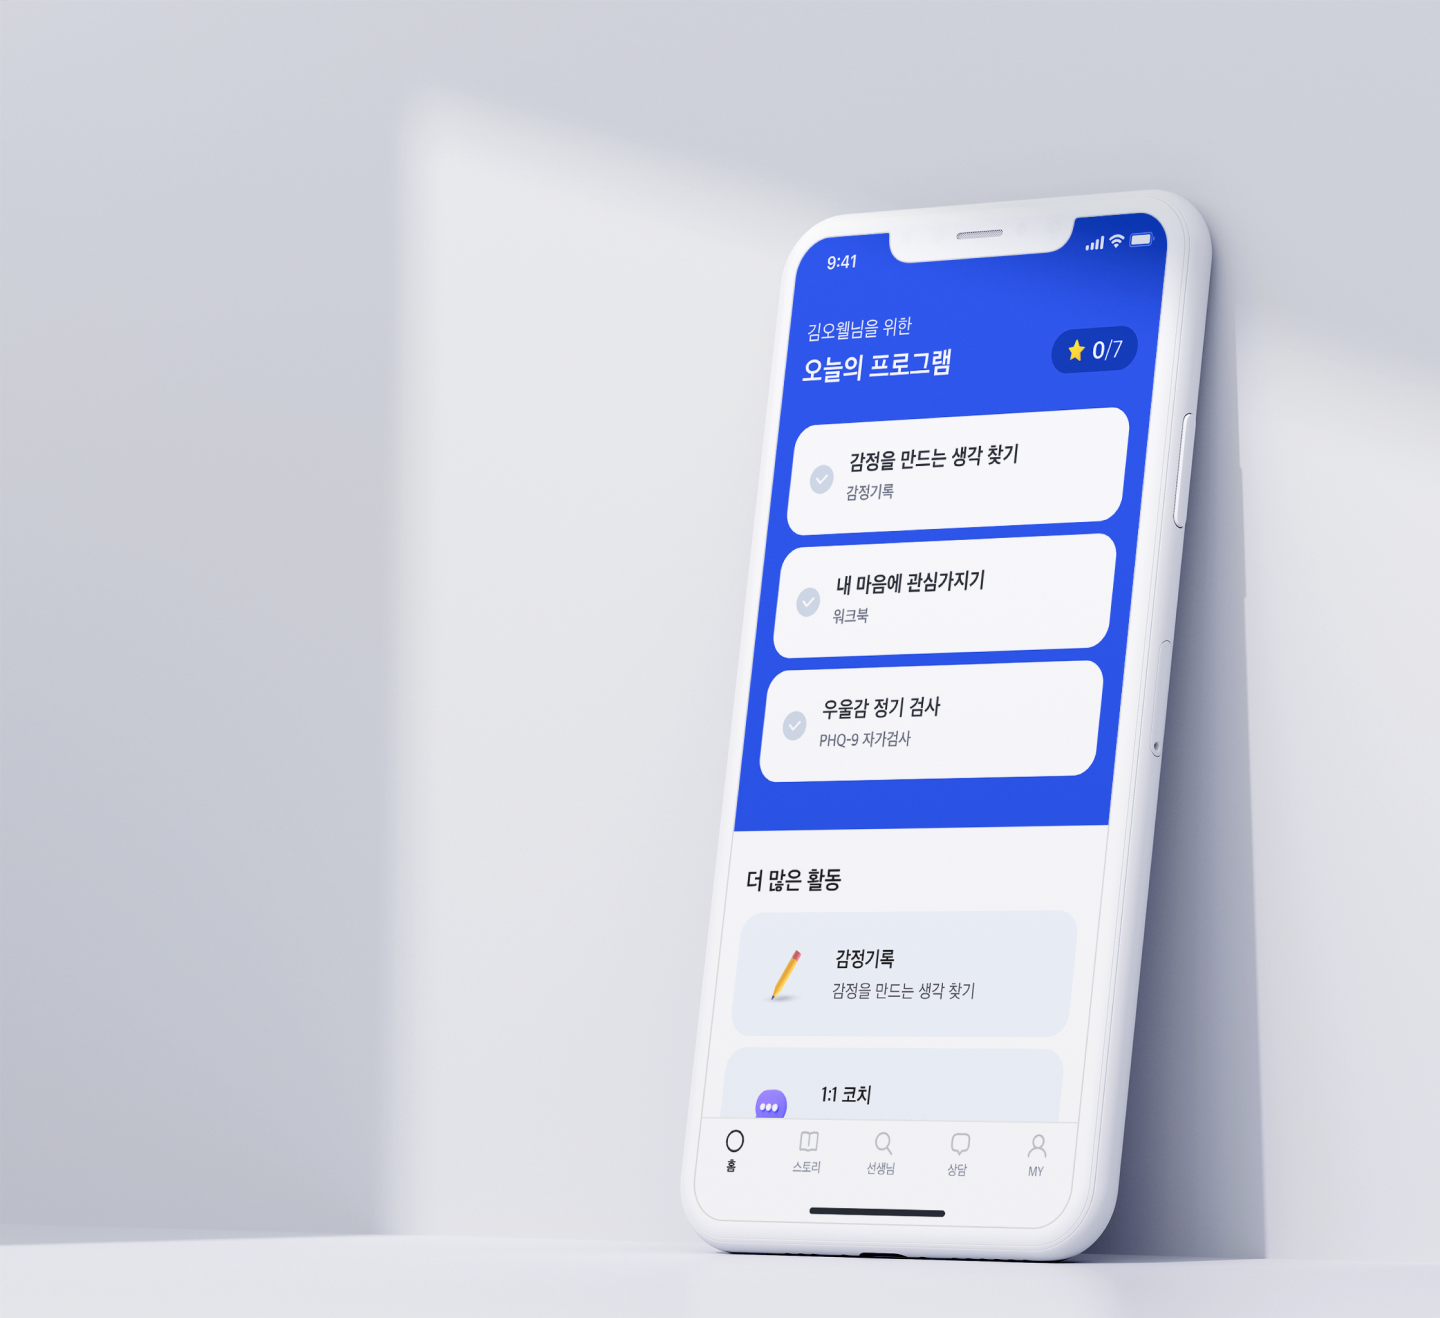 9:41
김오웰님을 위한
오늘의 프로그램
0/7
감정을 만드는 생각 찾기
감정기록
내 마음에 관심가지기
워크북
우울감 정기 검사
PHQ-9 자가검사
더 많은 활동
감정기록
감정을 만드는 생각 찾기
1:1 코치
홈
스토리
선생님
상담
MY